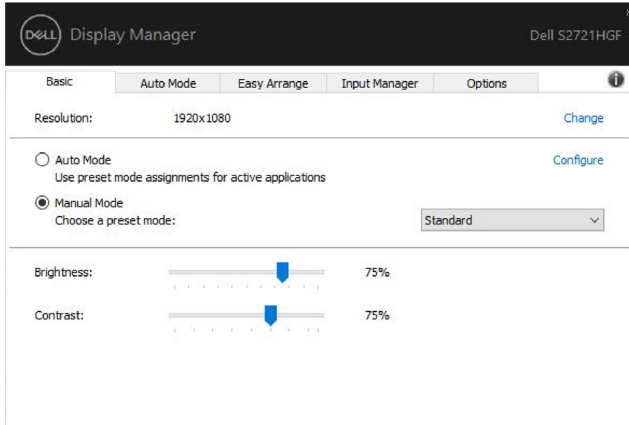 DELL Display Manager
Dell S2721HGF
Basic
Auto Mode
Easy Arrange
Input Manager
Options
Resolution:
1920x1080
Change
Auto Mode
Configure
Use preset mode assignments for active applications
Manual Mode
Choose a preset mode:
Standard
Brightness:
75%
Contrast:
75%